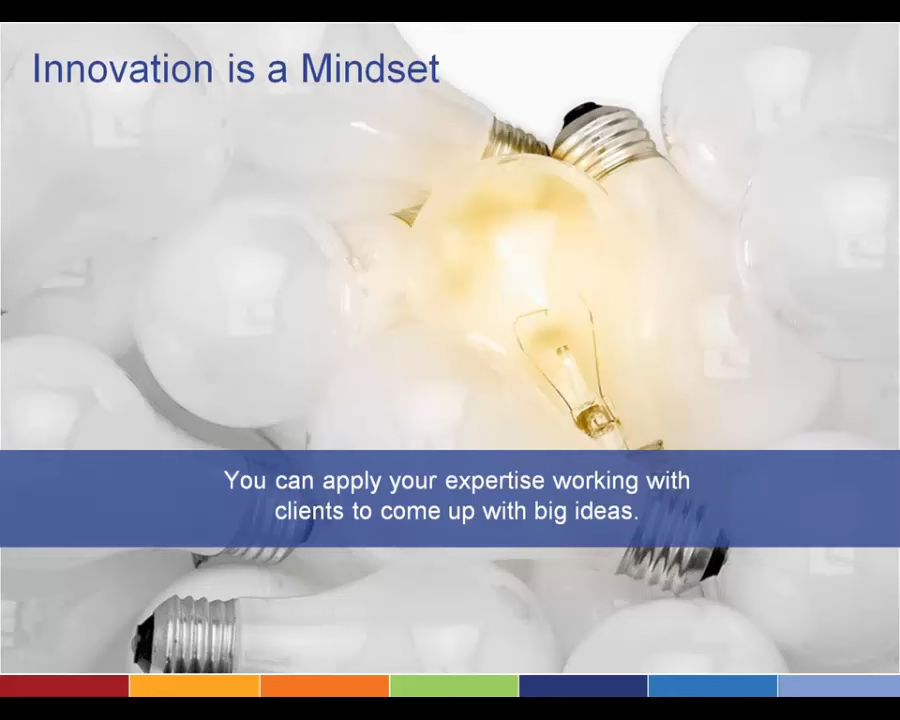 Innovation is a Mindset
You can apply your expertise working with
clients to come up with big ideas.